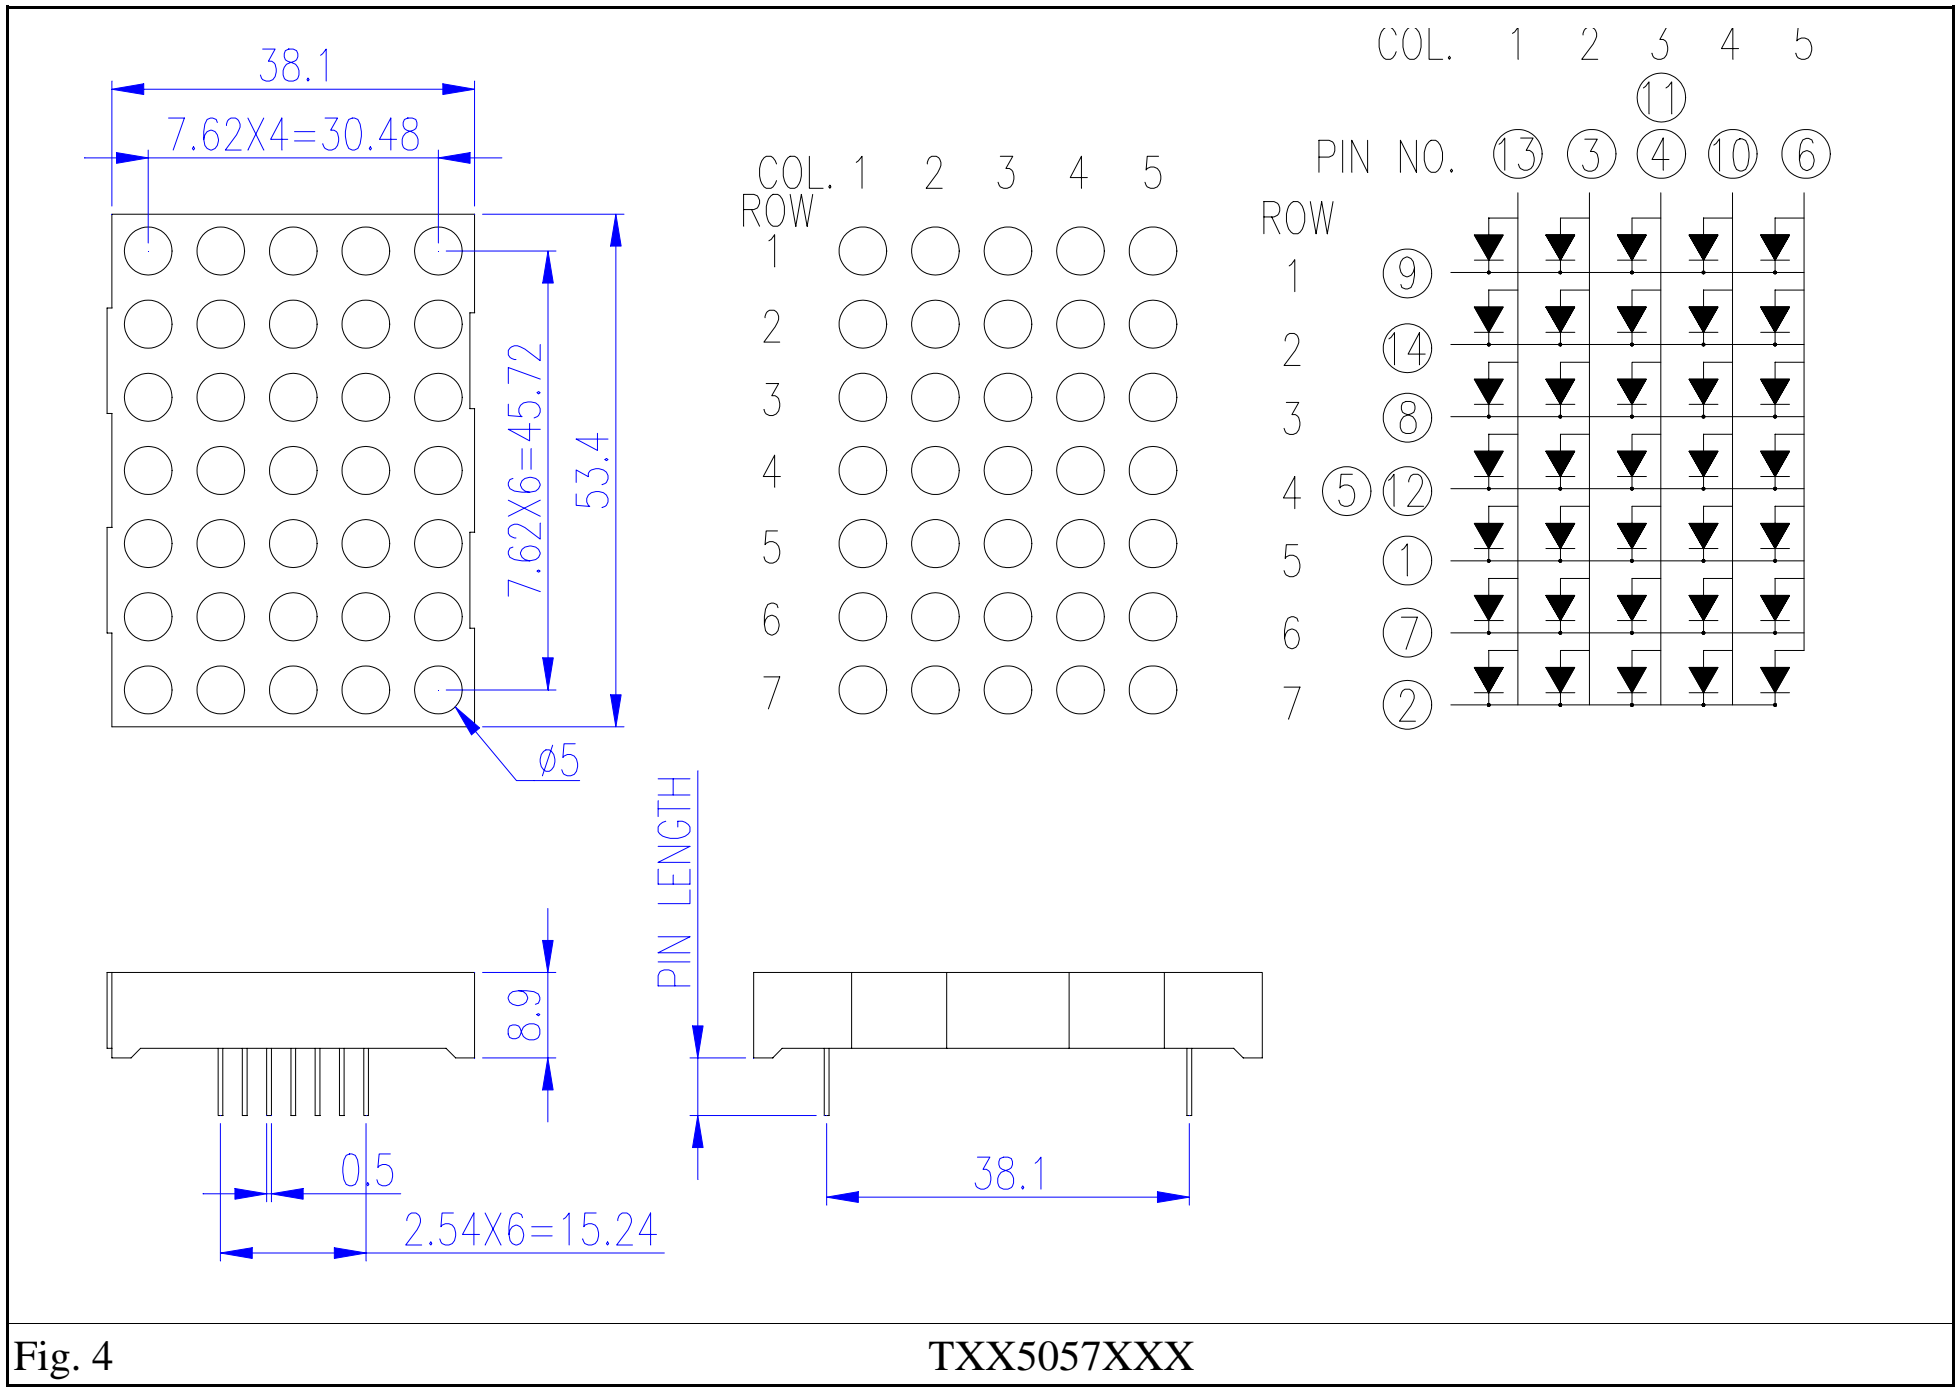 38.1
7.62X4=30.48
7.62X6=45.72
53.4
ø5
COL. 1 2 3 4 5
ROW
1
2
3
4
5
6
7
COL. 1 2 3 4 5
11
PIN NO. 13 3 4 10 6
ROW
1 9
2 14
3 8
4 5 12
5 1
6 7
7 2
8.9
0.5
2.54X6=15.24
PIN LENGTH
38.1
Fig. 4 TXX5057XXX